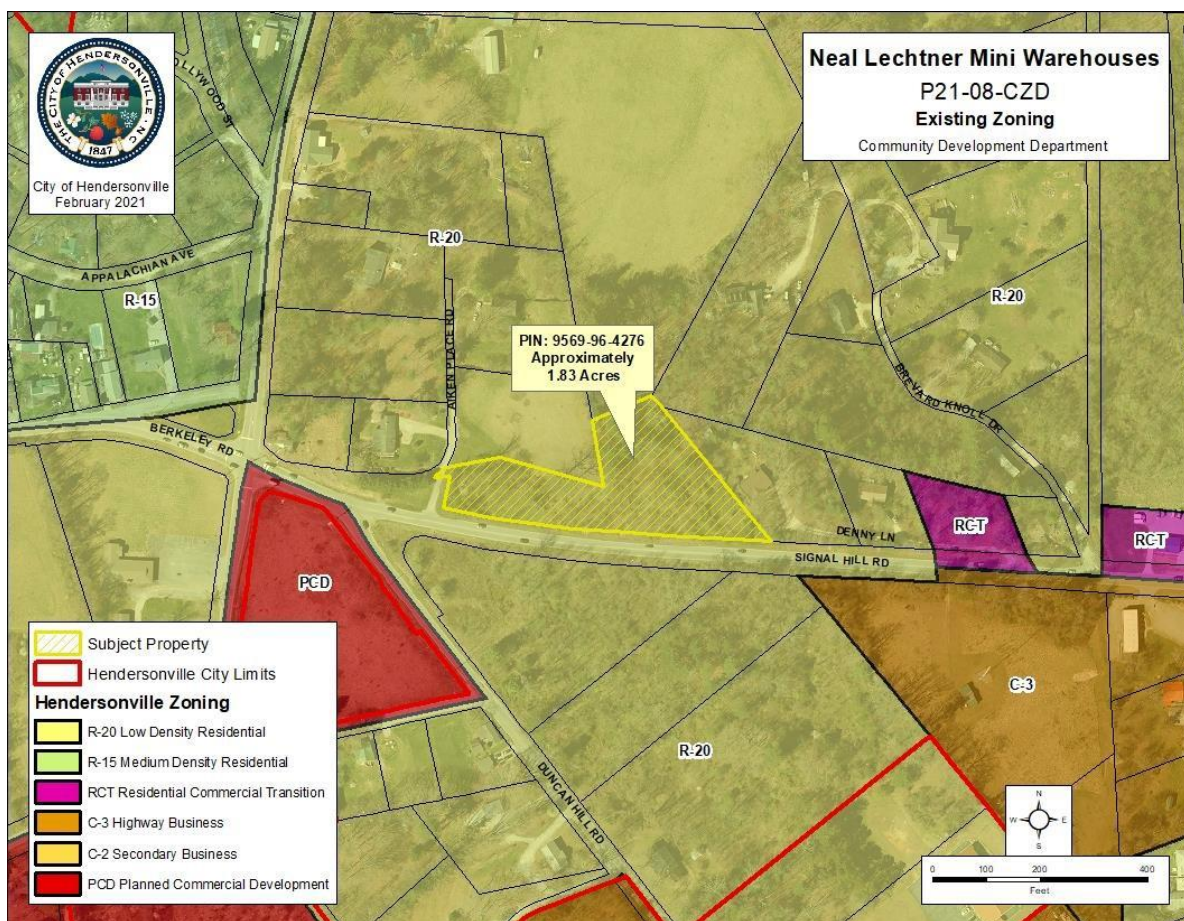 THE CITY OF HENDERSONVILLE, NC
1847
City of Hendersonville
February 2021
Neal Lechtner Mini Warehouses
P21-08-CZD
Existing Zoning
Community Development Department
OLLYWOOD ST
APPALACHIAN AVE
R-15
R-20
AIKEN PLACE RD
PIN: 9569-96-4276
Approximately
1.83 Acres
R-20
BREVARD KNOLL DR
BERKELEY RD
PCD
DENNY LN
SIGNAL HILL RD
RCT
RCT
C-3
R-20
DUNCAN HILL RD
Subject Property
Hendersonville City Limits
Hendersonville Zoning
R-20 Low Density Residential
R-15 Medium Density Residential
RCT Residential Commercial Transition
C-3 Highway Business
C-2 Secondary Business
PCD Planned Commercial Development
N
W E
S
0 100 200 400
Feet